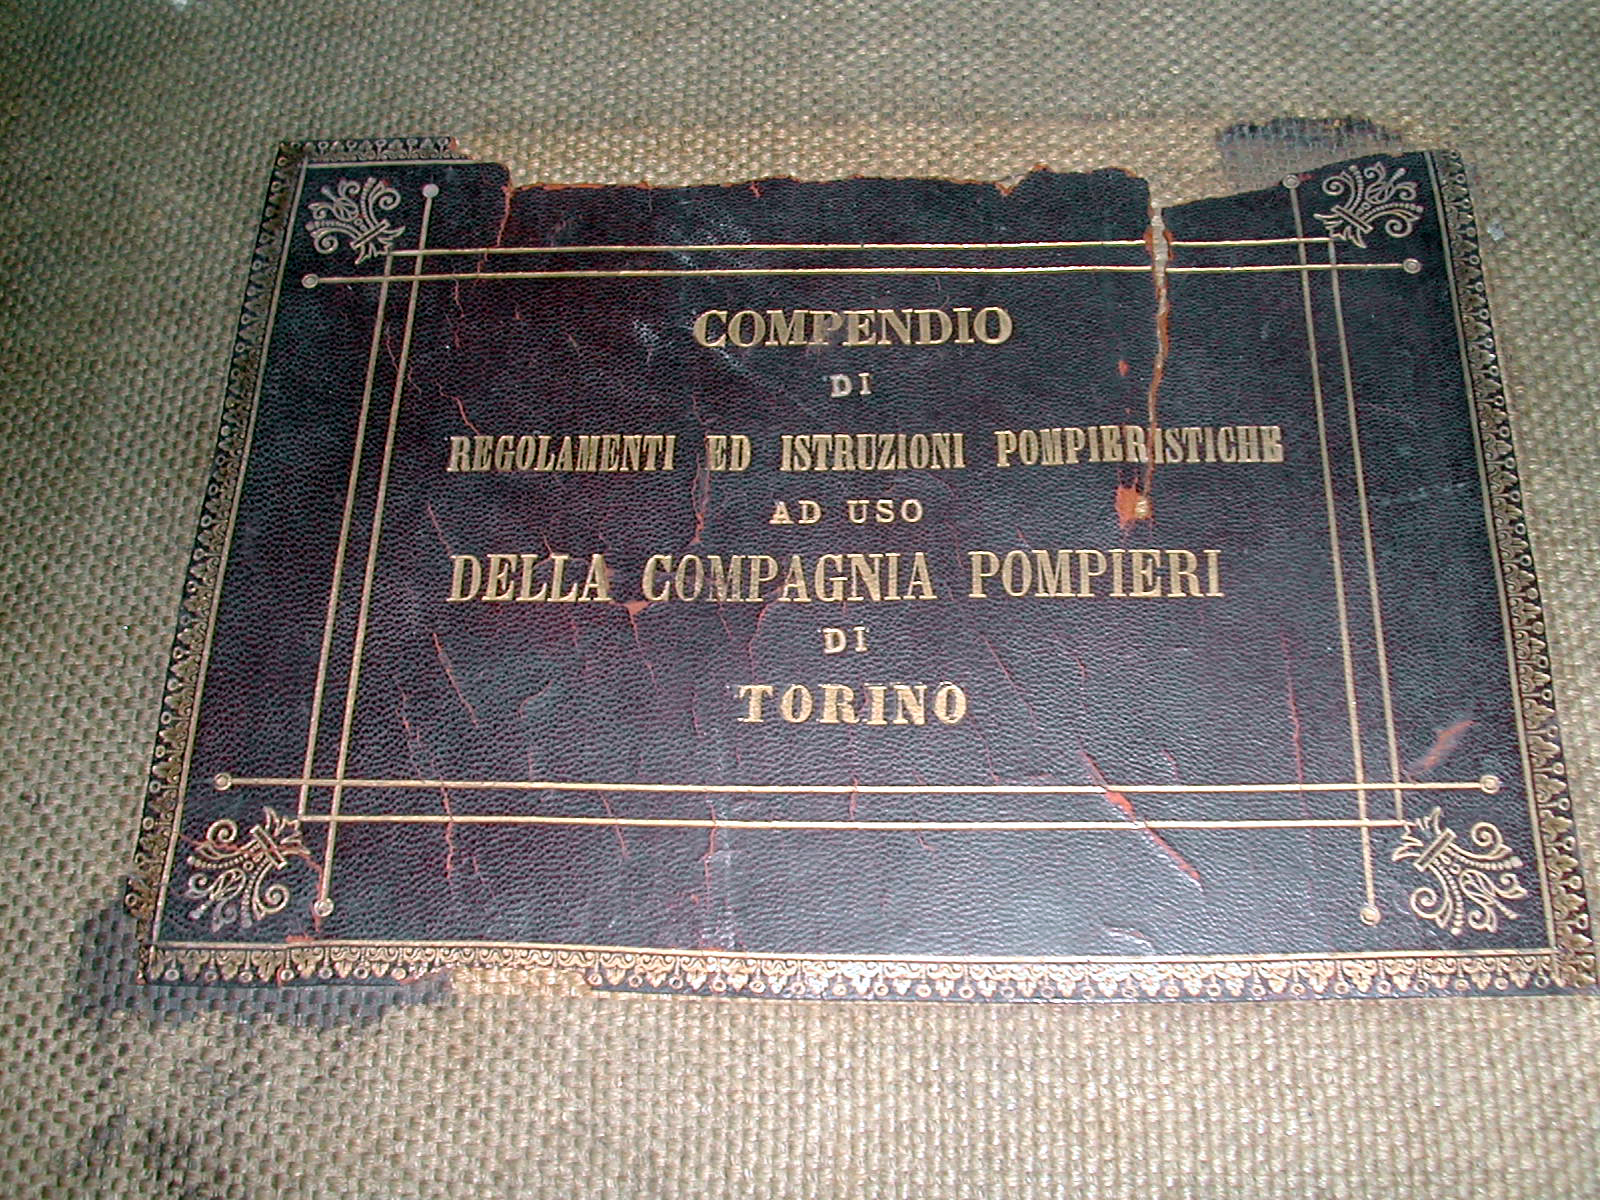 COMPENDIO
DI
REGOLAMENTI ED ISTRUZIONI POMPIERISTICHE
AD USO
DELLA COMPAGNIA POMPIERI
DI
TORINO